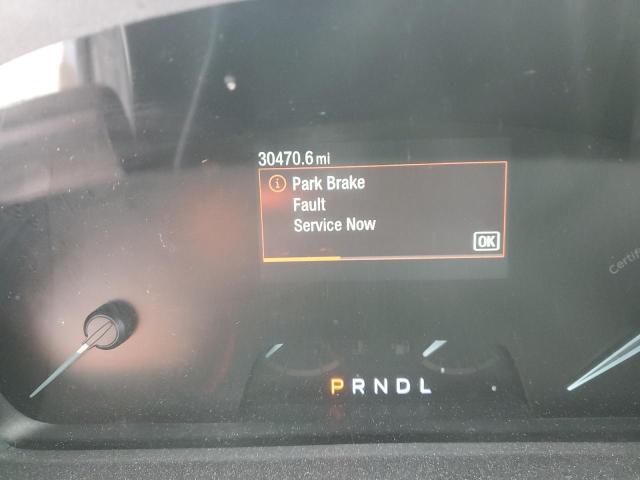 30470.6 mi
Park Brake
Fault
Service Now
OK
PRNDL